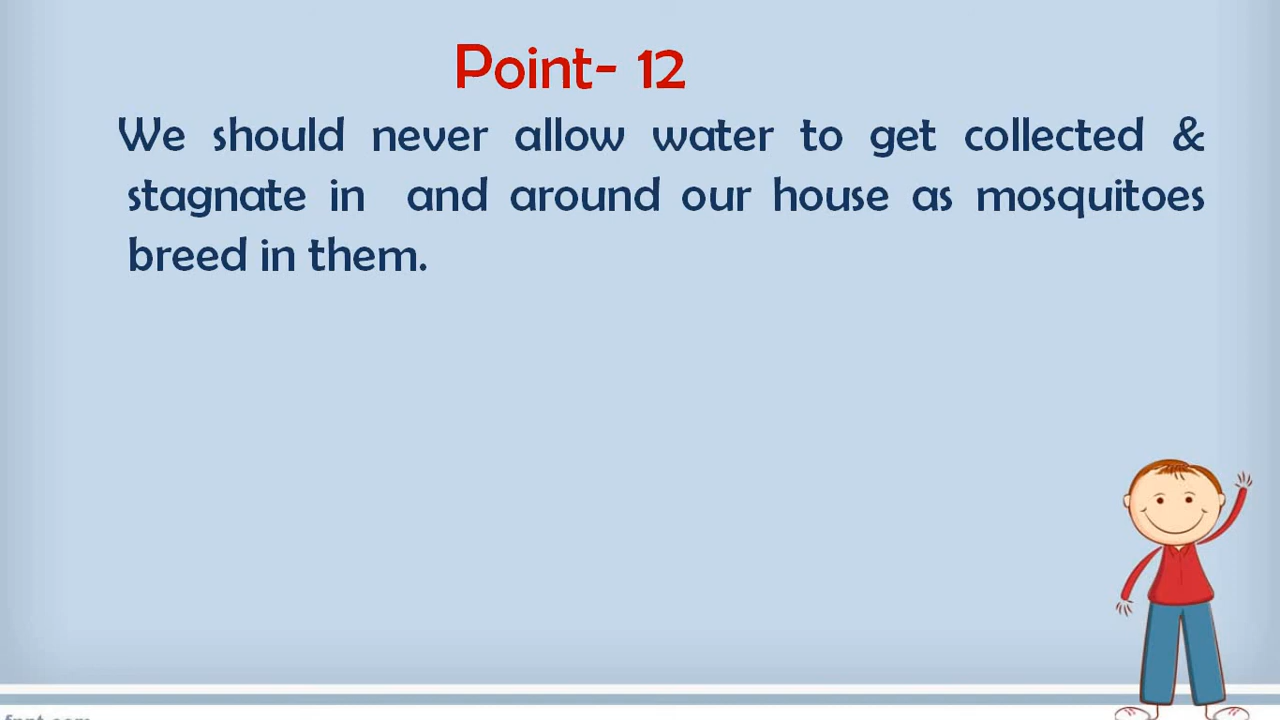 Point- 12
We should never allow water to get collected &
stagnate in and around our house as mosquitoes
breed in them.